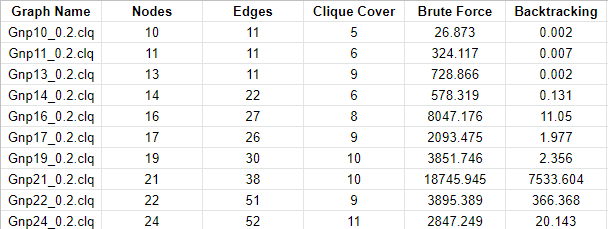 Graph Name Nodes Edges Clique Cover Brute Force Backtracking
Gnp10_0.2.clq 10 11 5 26.873 0.002
Gnp11_0.2.clq 11 11 6 324.117 0.007
Gnp13_0.2.clq 13 11 9 728.866 0.002
Gnp14_0.2.clq 14 22 6 578.319 0.131
Gnp16_0.2.clq 16 27 8 8047.176 11.05
Gnp17_0.2.clq 17 26 9 2093.475 1.977
Gnp19_0.2.clq 19 30 10 3851.746 2.356
Gnp21_0.2.clq 21 38 10 18745.945 7533.604
Gnp22_0.2.clq 22 51 9 3895.389 366.368
Gnp24_0.2.clq 24 52 11 2847.249 20.143